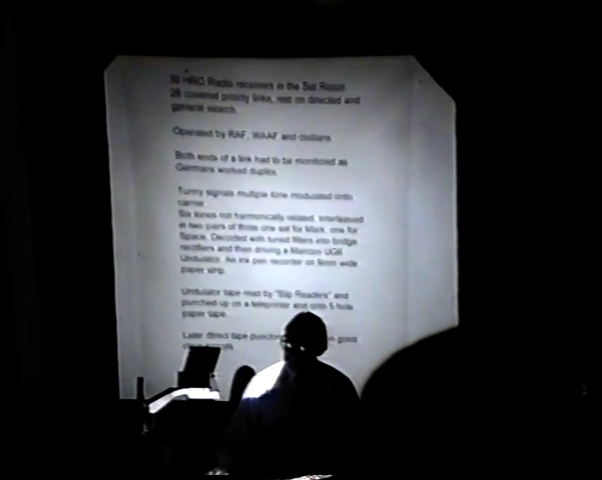 30 HRO Radio receivers in the Set Room
28 covered priority links, rest on directed and
general search.
Operated by RAF, WAAF and civilians
Both ends of a link had to be monitored as
Germans worked duplex.
Tunny signals multiple tone modulated onto
carrier
Six tones not harmonically related, interleaved
in two pairs of three one set for Mark, one for
Space. Decoded with tuned filters into bridge
rectifiers and then driving a Marconi UG6
Undulator. An ink pen recorder on 9mm wide
paper strip.
Undulator tape read by "Slip Readers" and
punched up on a teleprinter and onto 5 hole
paper tape.
Later direct tape punching on good